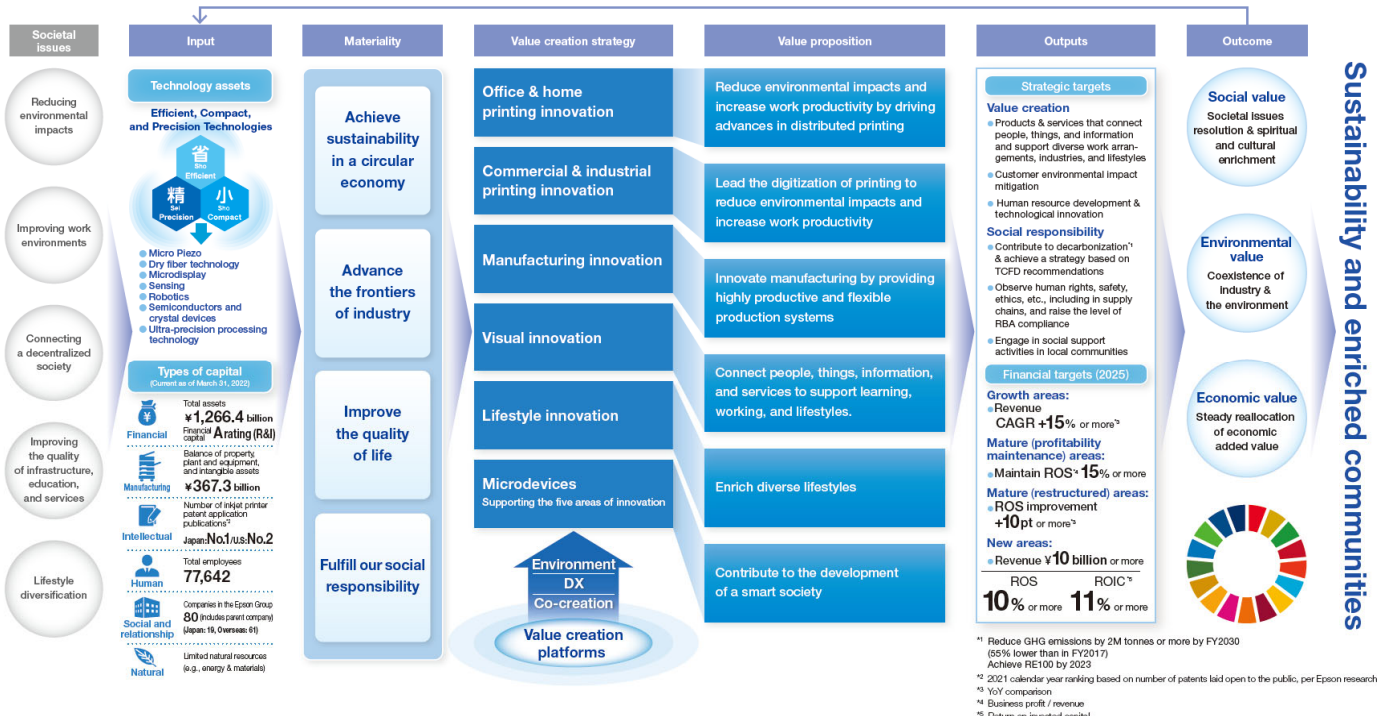 Societal
issues
Input
Materiality
Value creation strategy
Value proposition
Outputs
Outcome
Reducing
environmental
impacts
Improving work
environments
Connecting
a decentralized
society
Improving
the quality
of infrastructure,
education,
and services
Lifestyle
diversification
Technology assets
Efficient, Compact,
and Precision Technologies
省
Sho
Efficient
精
Sei
Precision
小
Sho
Compact
Micro Piezo
Dry fiber technology
Microdisplay
Sensing
Robotics
Semiconductors and
crystal devices
Ultra-precision processing
technology
Types of capital
(Current as of March 31, 2022)
Financial
Total assets
¥1,266.4 billion
Financial capital A rating (R&I)
Manufacturing
Balance of property,
plant and equipment,
and intangible assets
¥367.3 billion
Intellectual
Number of inkjet printer
patent application
publications*2
Japan:No.1/U.S:No.2
Human
Total employees
77,642
Social and
relationship
Companies in the Epson Group
80 (includes parent company)
(Japan: 19, Overseas: 61)
Natural
Limited natural resources
(e.g., energy & materials)
Achieve
sustainability
in a circular
economy
Advance
the frontiers
of industry
Improve
the quality
of life
Fulfill our social
responsibility
Office & home
printing innovation
Commercial & industrial
printing innovation
Manufacturing innovation
Visual innovation
Lifestyle innovation
Microdevices
Supporting the five areas of innovation
Environment
DX
Co-creation
Value creation
platforms
Reduce environmental impacts and
increase work productivity by driving
advances in distributed printing
Lead the digitization of printing to
reduce environmental impacts and
increase work productivity
Innovate manufacturing by providing
highly productive and flexible
production systems
Connect people, things, information,
and services to support learning,
working, and lifestyles.
Enrich diverse lifestyles
Contribute to the development
of a smart society
Strategic targets
Value creation
Products & services that connect
people, things, and information
and support diverse work arran-
gements, industries, and lifestyles
Customer environmental impact
mitigation
Human resource development &
technological innovation
Social responsibility
Contribute to decarbonization*1
& achieve a strategy based on
TCFD recommendations
Observe human rights, safety,
ethics, etc., including in supply
chains, and raise the level of
RBA compliance
Engage in social support
activities in local communities
Financial targets (2025)
Growth areas:
Revenue
CAGR +15% or more*3
Mature (profitability
maintenance) areas:
Maintain ROS*4 15% or more
Mature (restructured) areas:
ROS improvement
+10pt or more*3
New areas:
Revenue ¥10 billion or more
ROS
10% or more
ROIC*5
11% or more
Social value
Societal issues
resolution & spiritual
and cultural
enrichment
Environmental
value
Coexistence of
industry &
the environment
Economic value
Steady reallocation
of economic
added value
Sustainability and enriched communities
*1 Reduce GHG emissions by 2M tonnes or more by FY2030
(55% lower than in FY2017)
Achieve RE100 by 2023
*2 2021 calendar year ranking based on number of patents laid open to the public, per Epson research
*3 YoY comparison
*4 Business profit / revenue
*5 Return on invested capital